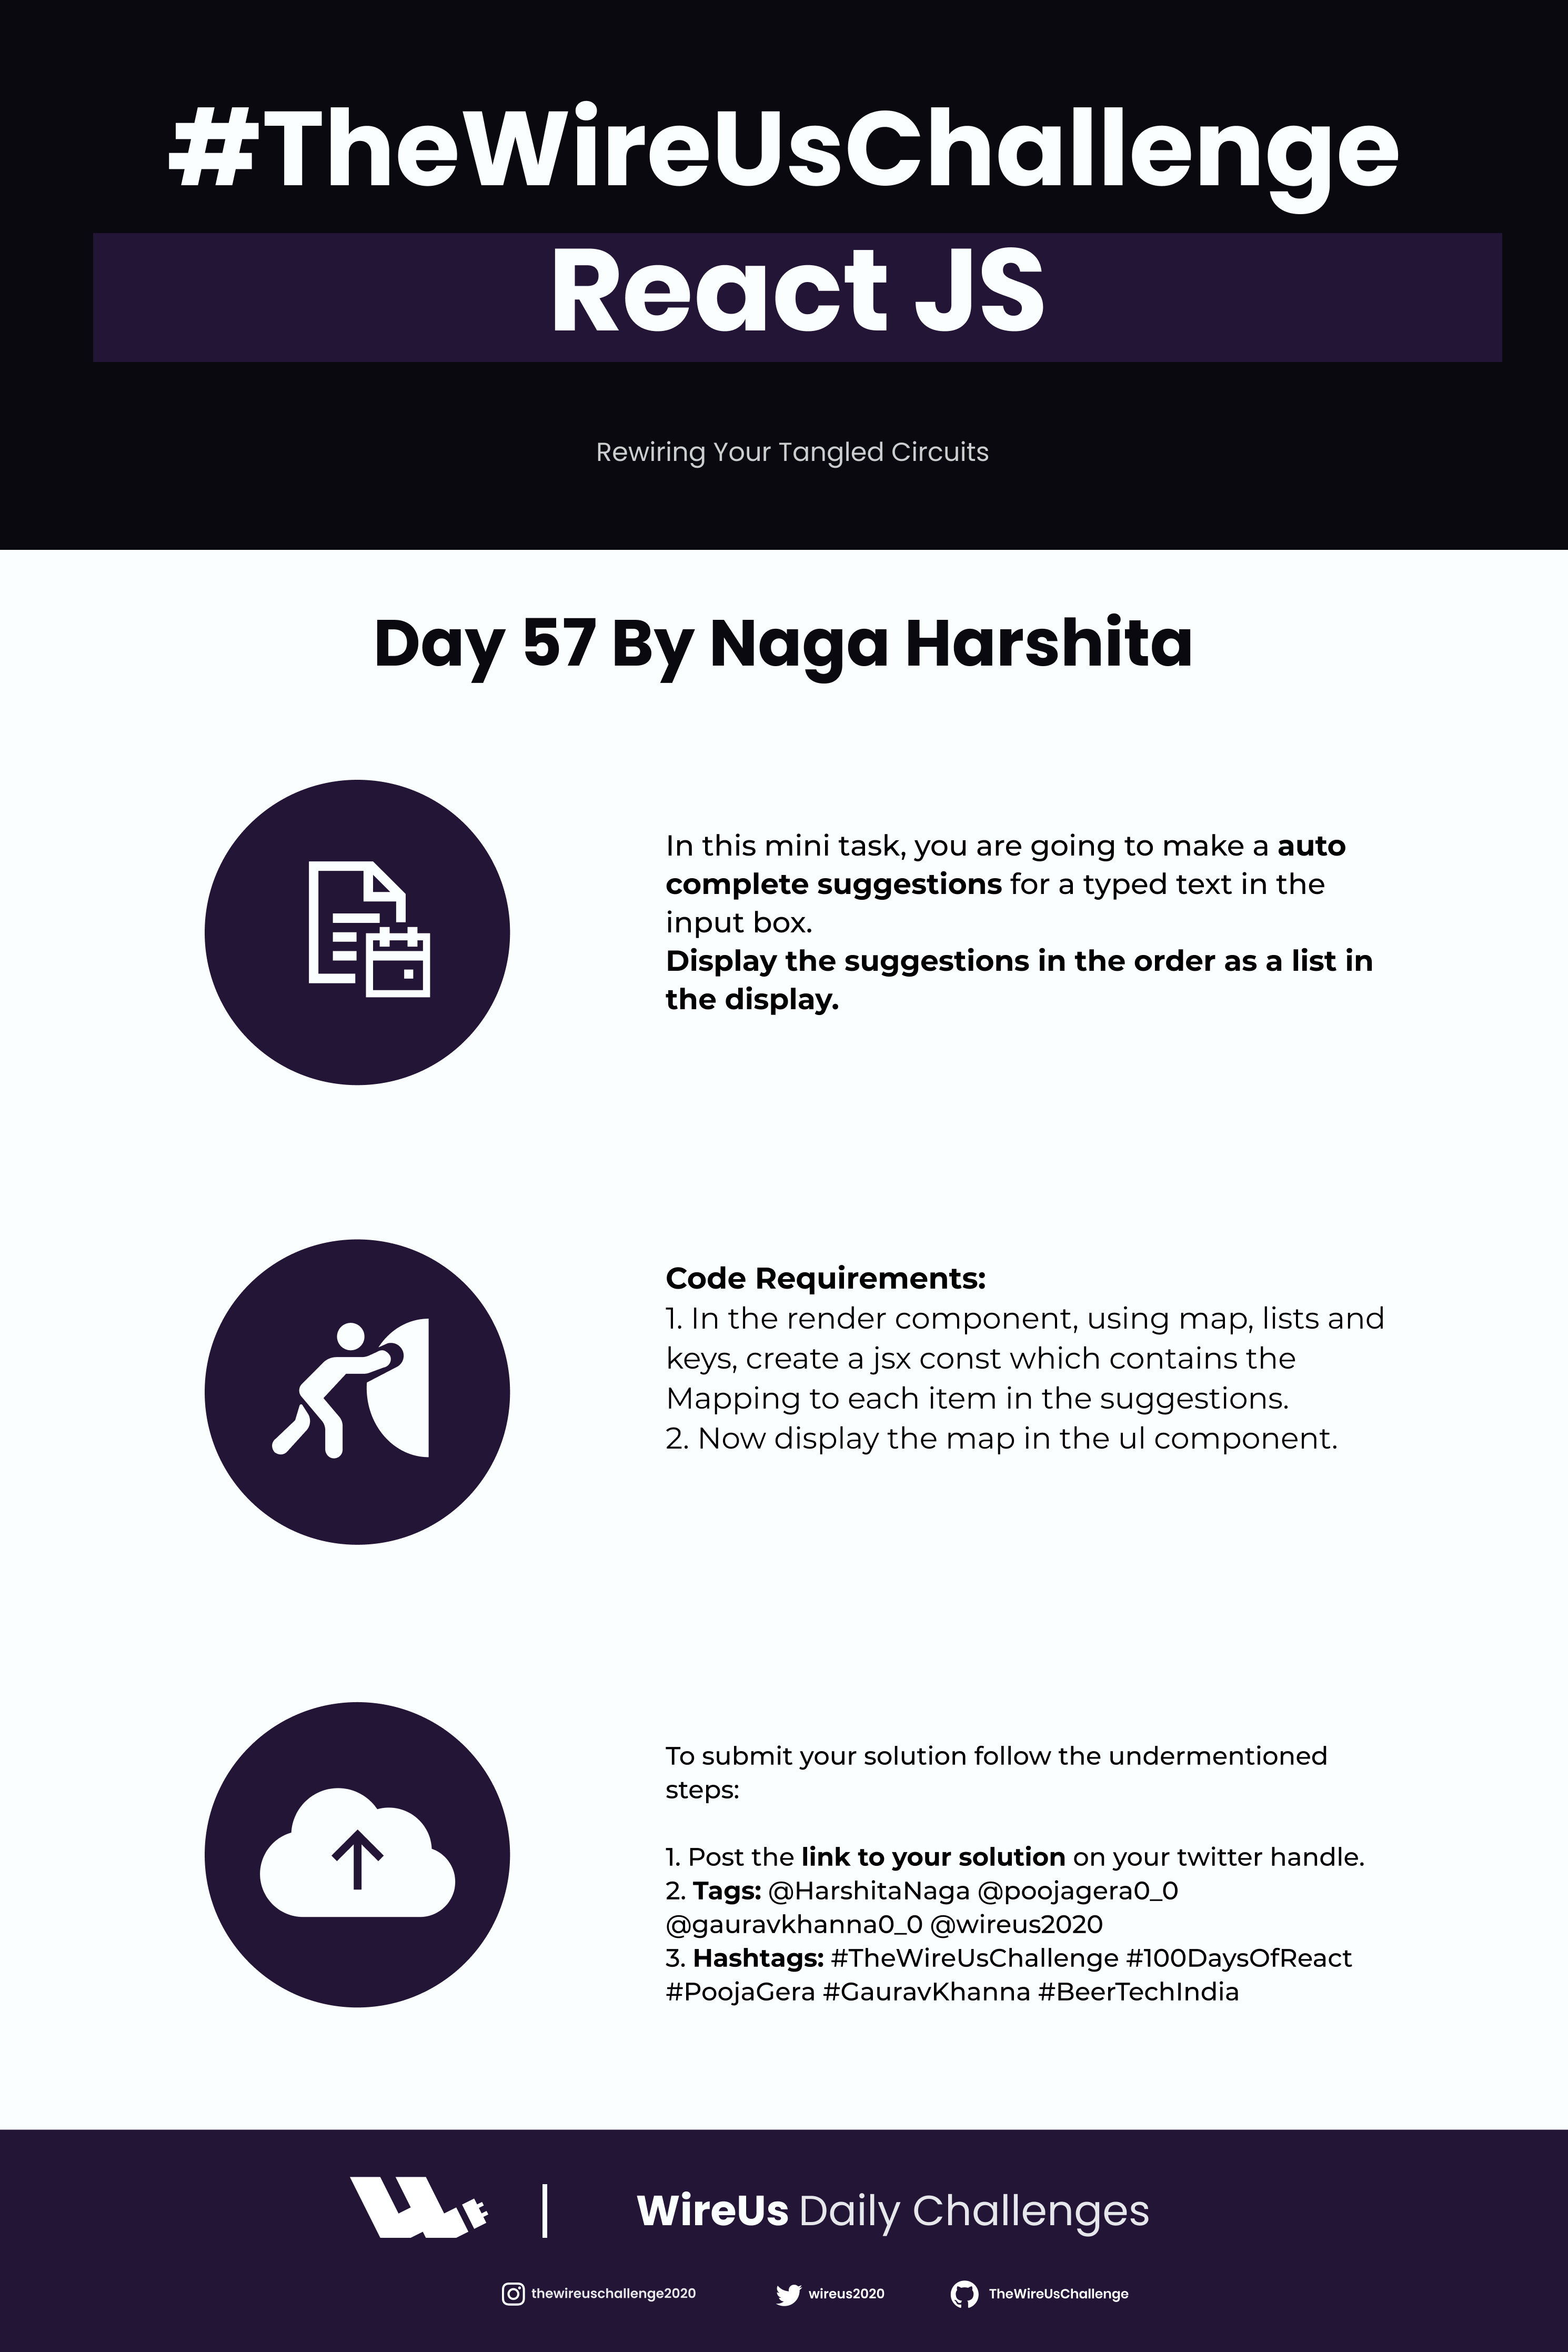 #TheWireUsChallenge
React JS
Rewiring Your Tangled Circuits
Day 57 By Naga Harshita
In this mini task, you are going to make a auto
complete suggestions for a typed text in the
input box.
Display the suggestions in the order as a list in
the display.
Code Requirements:
1. In the render component, using map, lists and
keys, create a jsx const which contains the
Mapping to each item in the suggestions.
2. Now display the map in the ul component.
To submit your solution follow the undermentioned
steps:
1. Post the link to your solution on your twitter handle.
2. Tags: @HarshitaNaga @poojagera0_0
@gauravkhanna0_0 @wireus2020
3. Hashtags: #TheWireUsChallenge #100DaysOfReact
#PoojaGera #GauravKhanna #BeerTechIndia
WireUs Daily Challenges
thewireuschallenge2020 wireus2020 TheWireUsChallenge